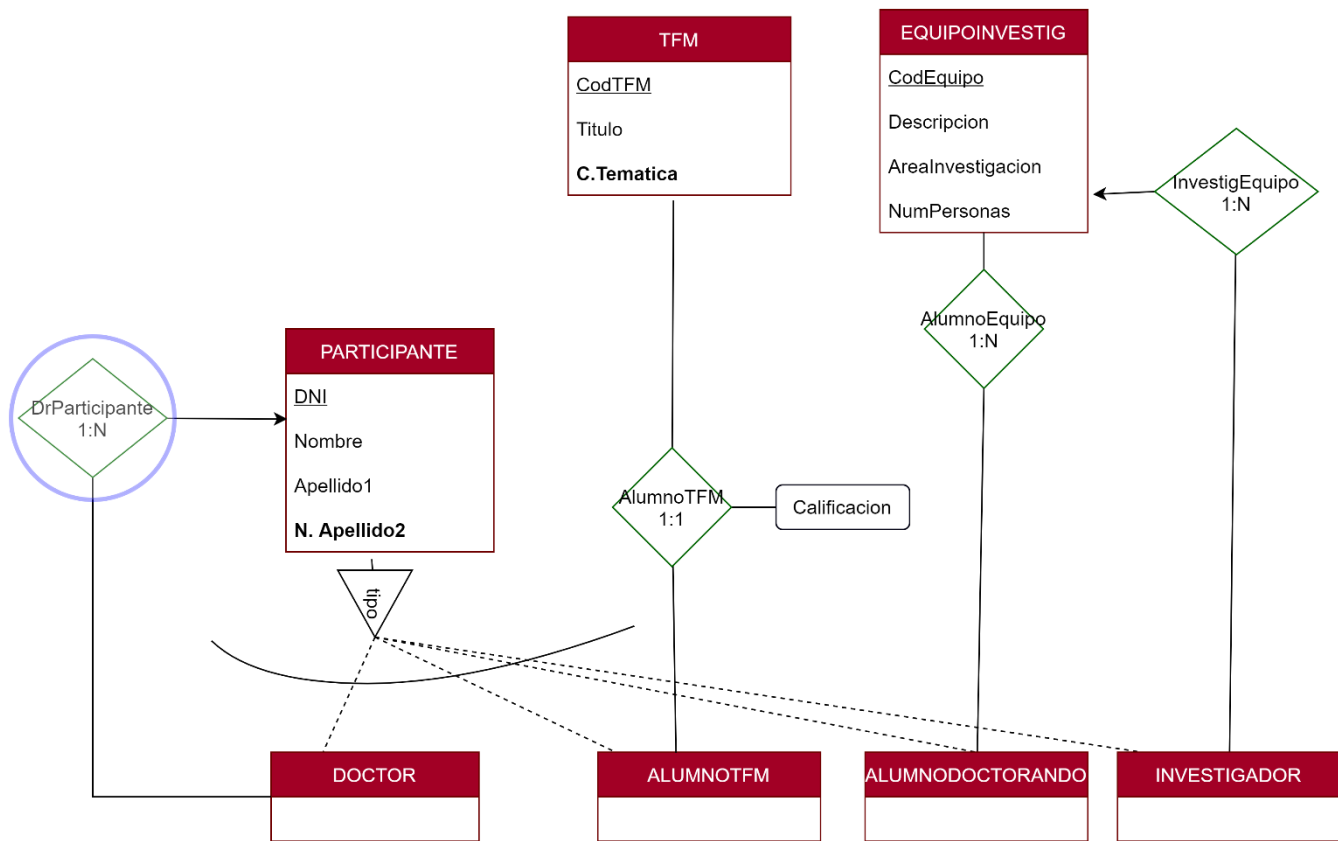 TFM
CodTFM
Titulo
C.Tematica
EQUIPOINVESTIG
CodEquipo
Descripcion
AreaInvestigacion
NumPersonas
InvestigEquipo
1:N
AlumnoEquipo
1:N
DrParticipante
1:N
PARTICIPANTE
DNI
Nombre
Apellido1
N. Apellido2
tipo
AlumnoTFM
1:1
Calificacion
DOCTOR
ALUMNOTFM
ALUMNODOCTORANDO
INVESTIGADOR